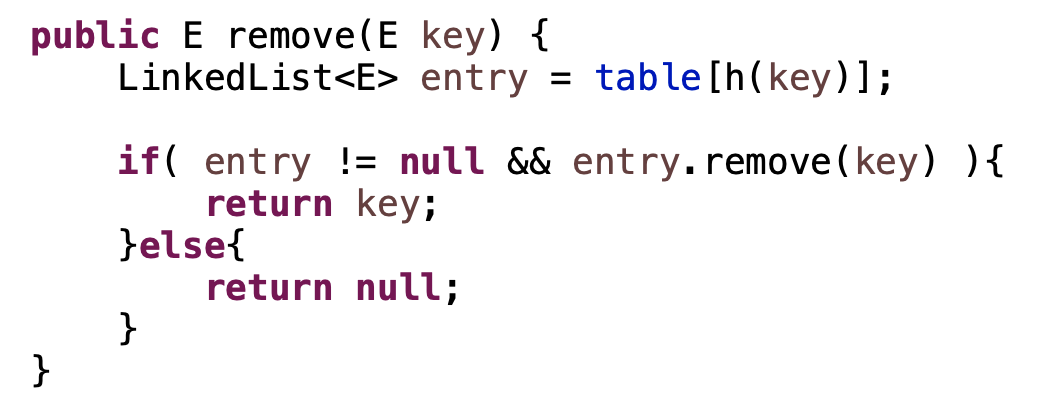 public E remove(E key) {
    LinkedList<E> entry = table[h(key)];
    if( entry != null && entry.remove(key) ){
        return key;
    }else{
        return null;
    }
}